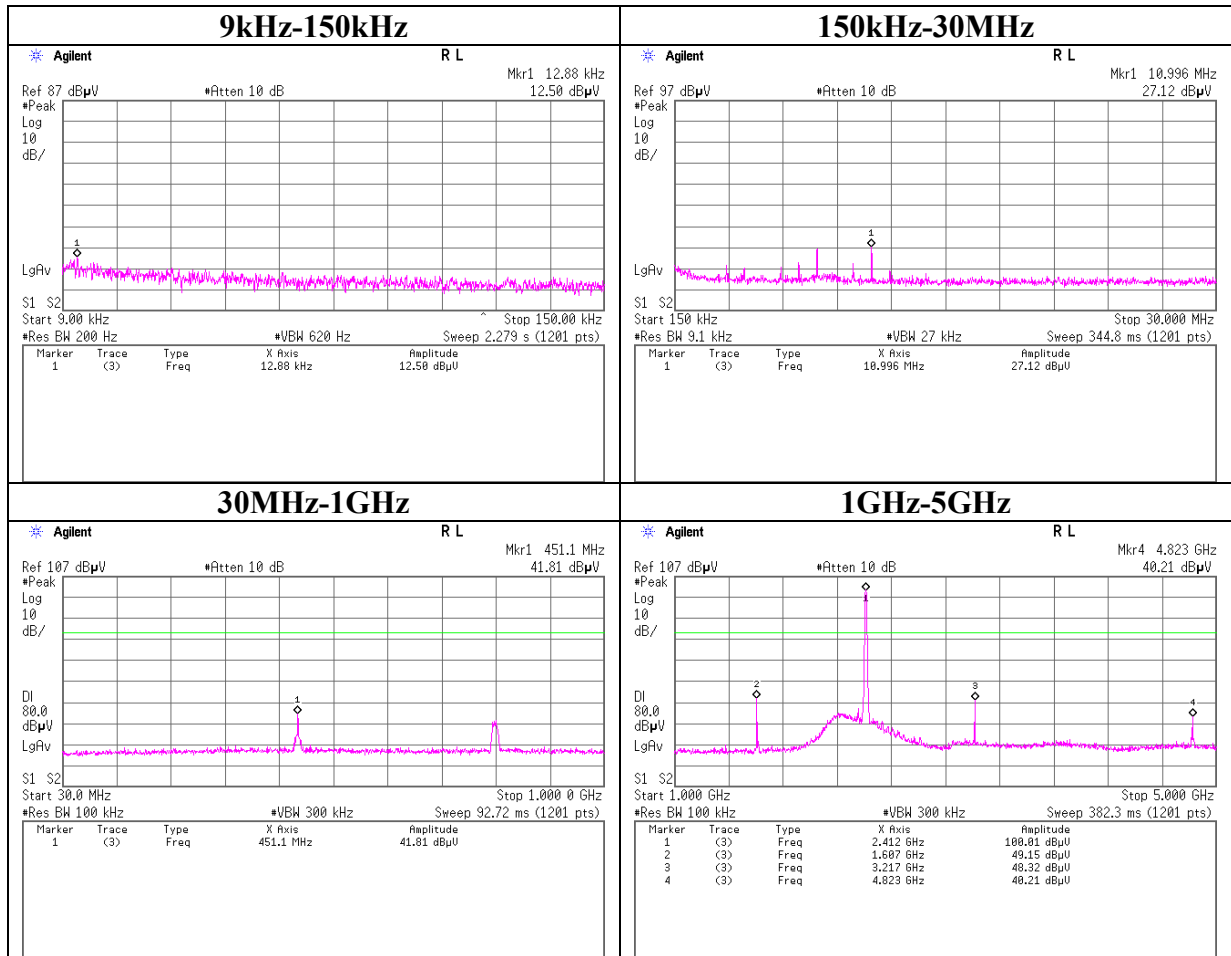 9kHz-150kHz
Agilent R L
Mkr1 12.88 kHz
Ref 87 dBµV #Atten 10 dB 12.50 dBµV
#Peak
Log
10
dB/
1
LgAv
S1 S2
Start 9.00 kHz ^ Stop 150.00 kHz
#Res BW 200 Hz #VBW 620 Hz Sweep 2.279 s (1201 pts)
Marker Trace Type X Axis Amplitude
1 (3) Freq 12.88 kHz 12.50 dBµV
150kHz-30MHz
Agilent R L
Mkr1 10.996 MHz
Ref 97 dBµV #Atten 10 dB 27.12 dBµV
#Peak
Log
10
dB/
1
LgAv
S1 S2
Start 150 kHz Stop 30.000 MHz
#Res BW 9.1 kHz #VBW 27 kHz Sweep 344.8 ms (1201 pts)
Marker Trace Type X Axis Amplitude
1 (3) Freq 10.996 MHz 27.12 dBµV
30MHz-1GHz
Agilent R L
Mkr1 451.1 MHz
Ref 107 dBµV #Atten 10 dB 41.81 dBµV
#Peak
Log
10
dB/
1
DI
80.0
dBµV
LgAv
S1 S2
Start 30.0 MHz Stop 1.000 0 GHz
#Res BW 100 kHz #VBW 300 kHz Sweep 92.72 ms (1201 pts)
Marker Trace Type X Axis Amplitude
1 (3) Freq 451.1 MHz 41.81 dBµV
1GHz-5GHz
Agilent R L
Mkr4 4.823 GHz
Ref 107 dBµV #Atten 10 dB 40.21 dBµV
#Peak
Log
10
dB/
1
2 3
4
DI
80.0
dBµV
LgAv
S1 S2
Start 1.000 GHz Stop 5.000 GHz
#Res BW 100 kHz #VBW 300 kHz Sweep 382.3 ms (1201 pts)
Marker Trace Type X Axis Amplitude
1 (3) Freq 2.412 GHz 100.01 dBµV
2 (3) Freq 1.607 GHz 49.15 dBµV
3 (3) Freq 3.217 GHz 48.32 dBµV
4 (3) Freq 4.823 GHz 40.21 dBµV